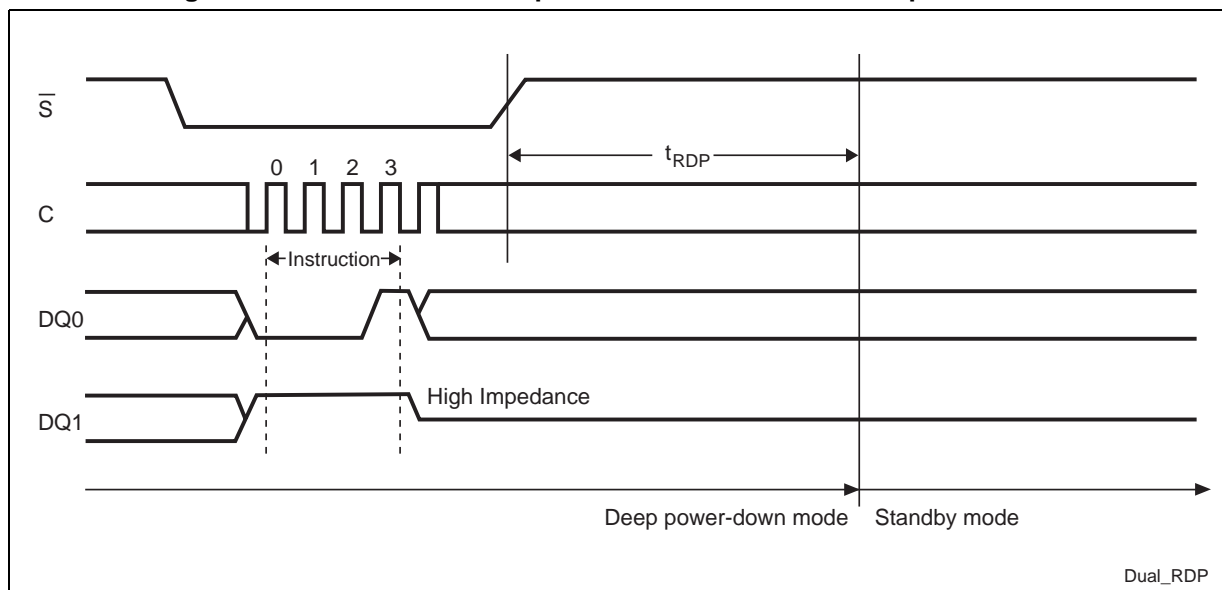 S̅
t_RDP
0 1 2 3
C
Instruction
DQ0
High Impedance
DQ1
Deep power-down mode Standby mode
Dual_RDP